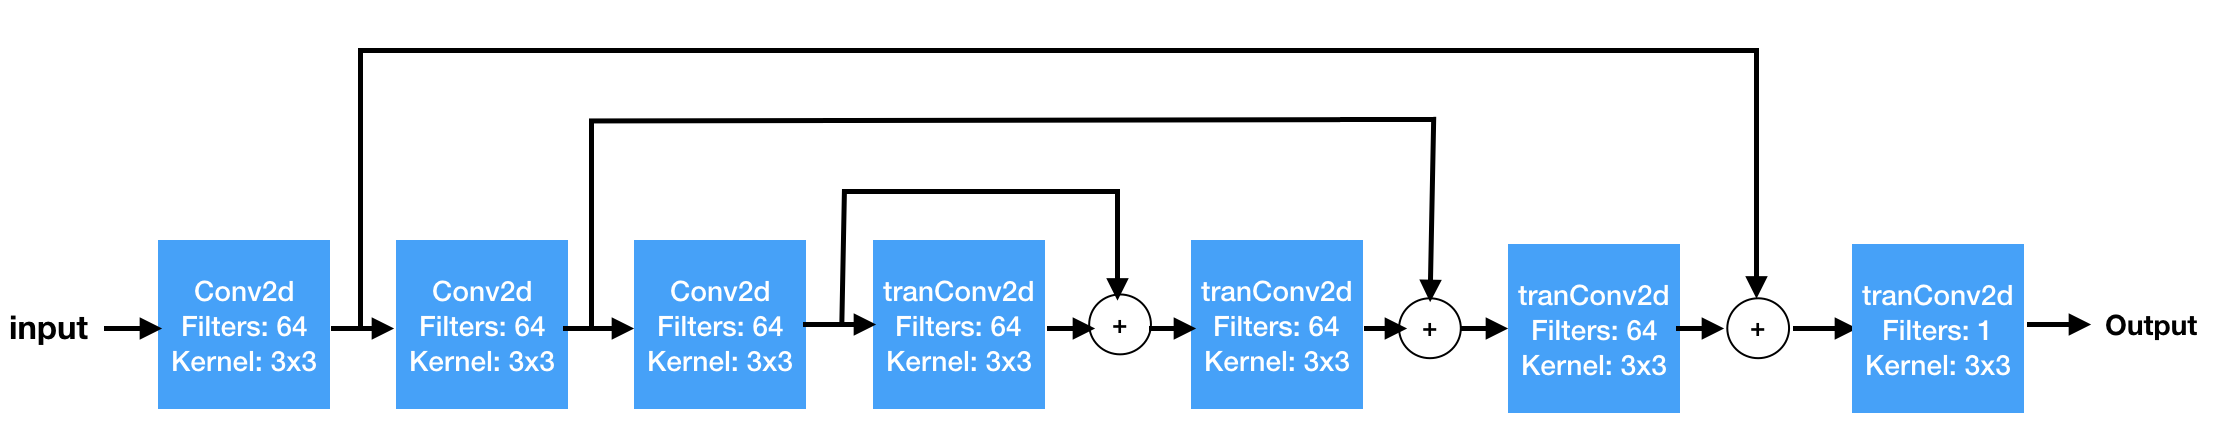 input
Conv2d
Filters: 64
Kernel: 3x3
Conv2d
Filters: 64
Kernel: 3x3
Conv2d
Filters: 64
Kernel: 3x3
tranConv2d
Filters: 64
Kernel: 3x3
+
tranConv2d
Filters: 64
Kernel: 3x3
+
tranConv2d
Filters: 64
Kernel: 3x3
+
tranConv2d
Filters: 1
Kernel: 3x3
Output